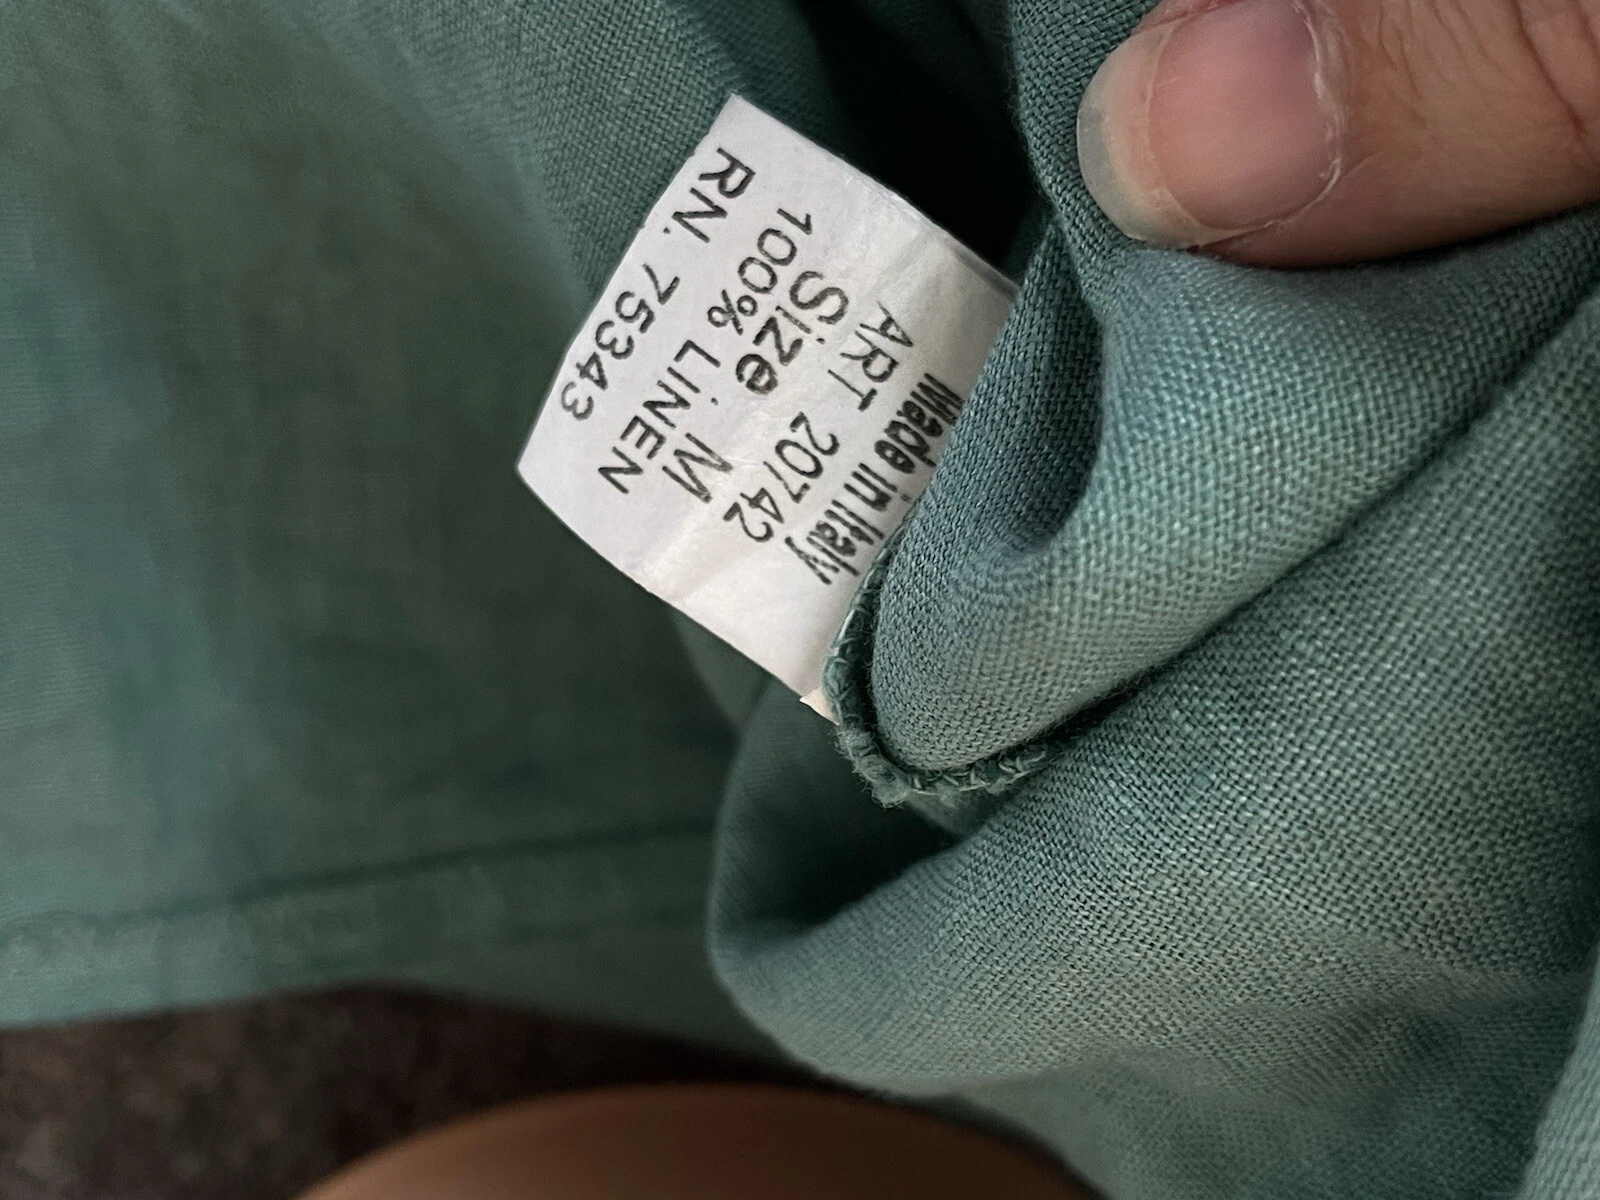 Made in Italy
ART 20742
Size M
100% LiNEN
RN. 75343